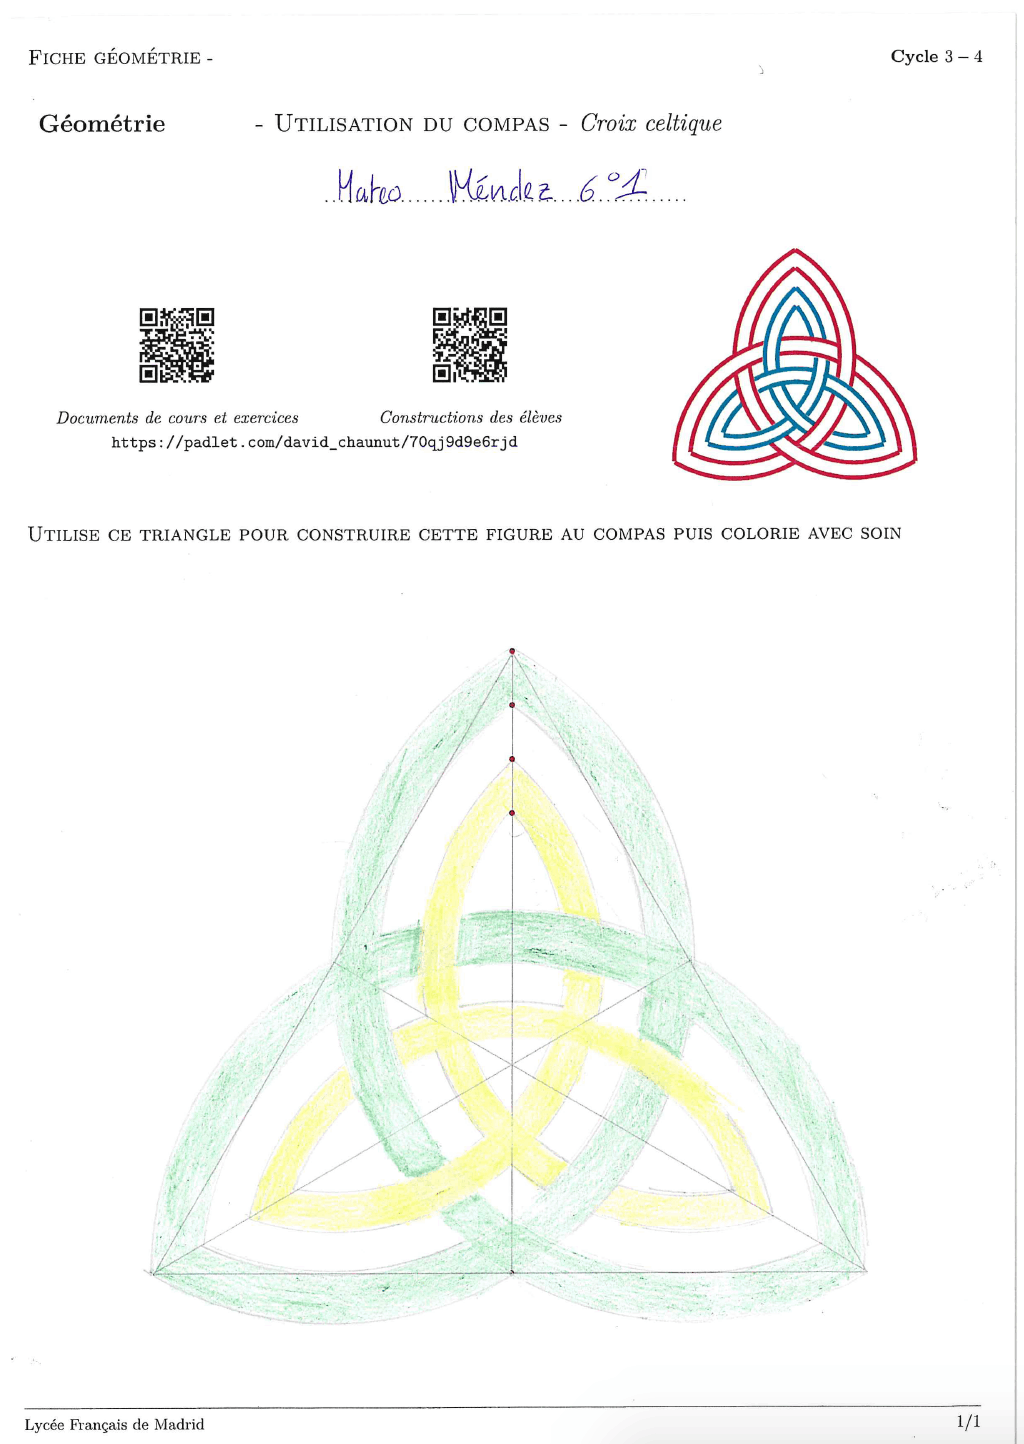 FICHE GÉOMÉTRIE -
Cycle 3 – 4
Géométrie - UTILISATION DU COMPAS - Croix celtique
Mateo Méndez 6°1
Documents de cours et exercices
Constructions des élèves
https://padlet.com/david_chaunut/70qj9d9e6rjd
UTILISE CE TRIANGLE POUR CONSTRUIRE CETTE FIGURE AU COMPAS PUIS COLORIE AVEC SOIN
Lycée Français de Madrid
1/1